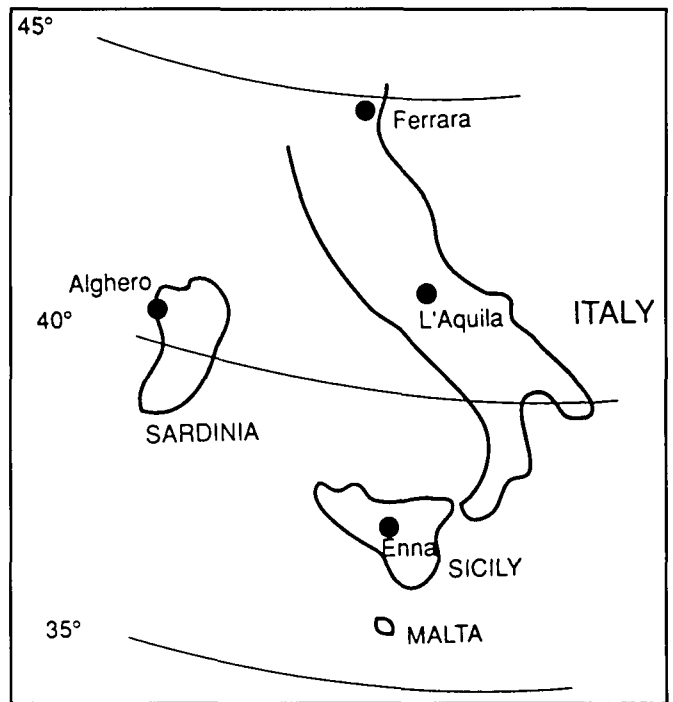 45°
Ferrara
Alghero
40°
L'Aquila
ITALY
SARDINIA
Enna
SICILY
35°
MALTA